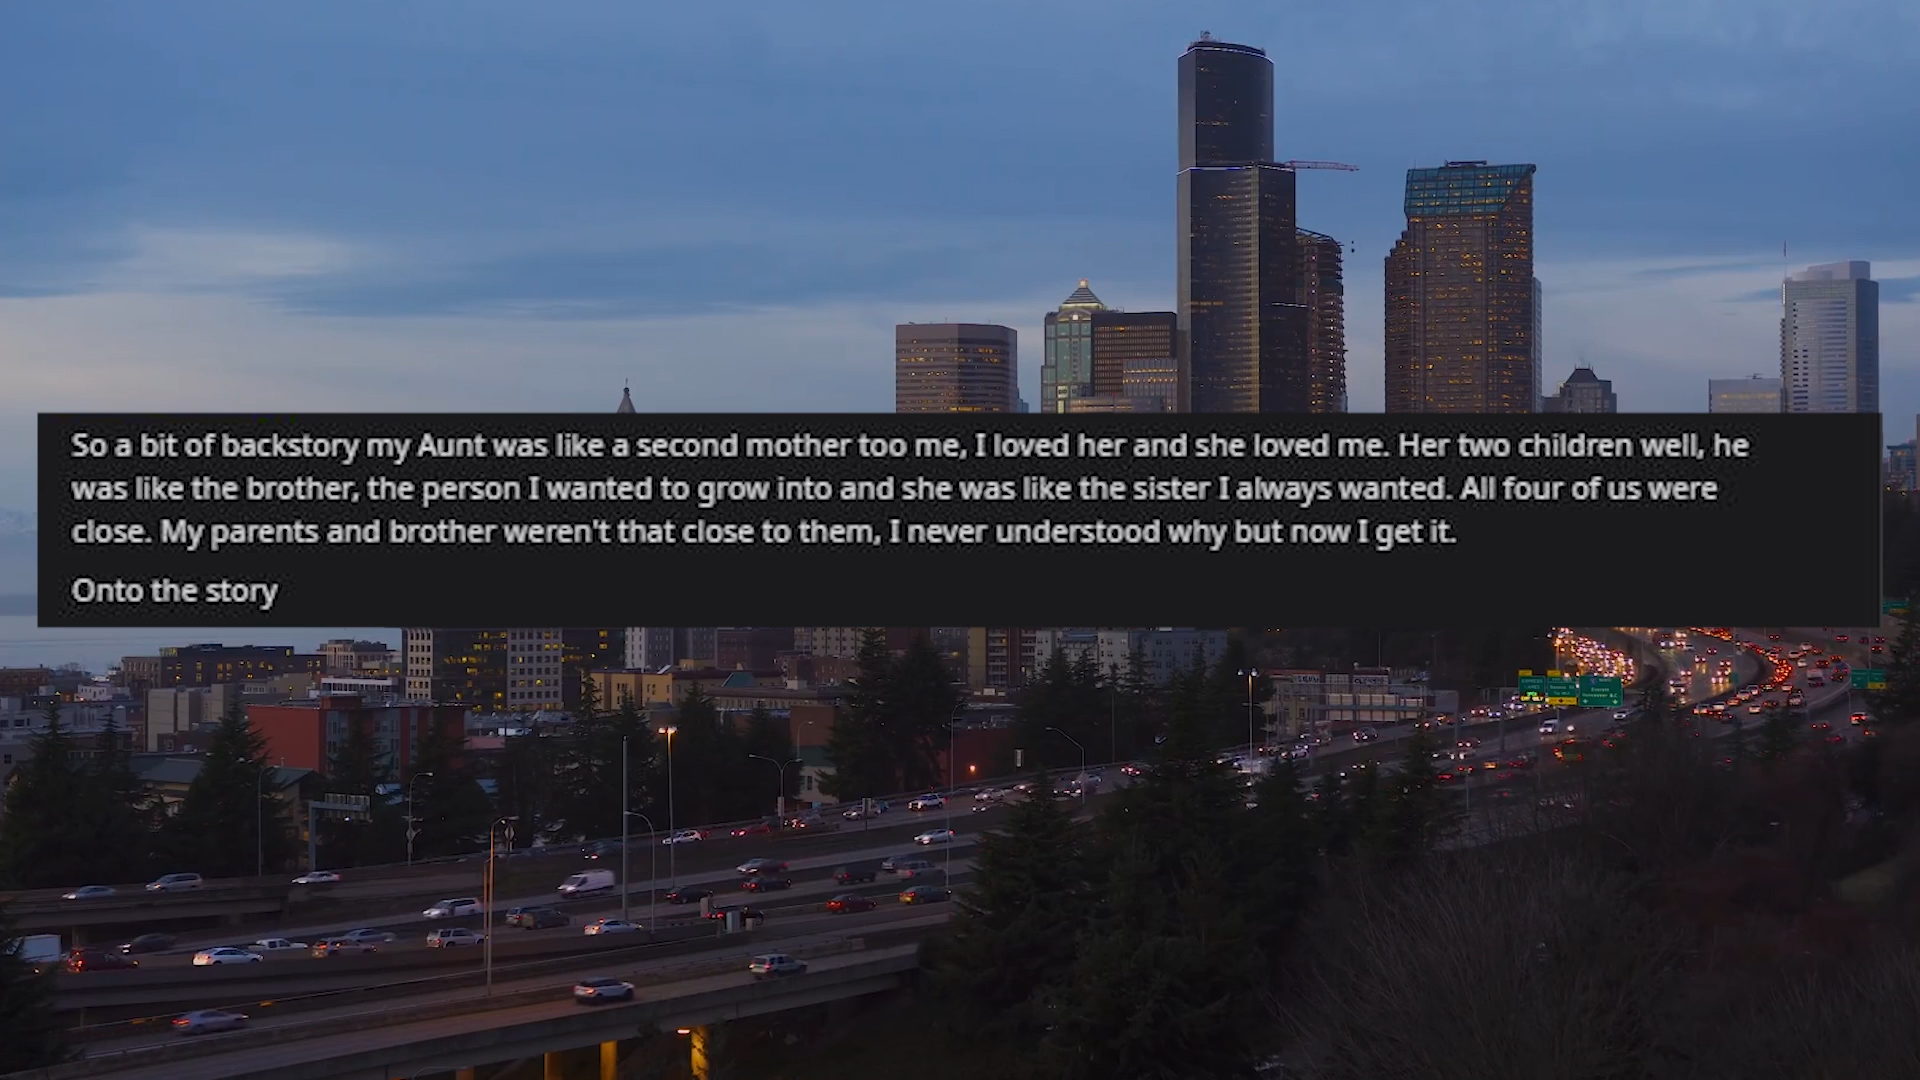 So a bit of backstory my Aunt was like a second mother too me, I loved her and she loved me. Her two children well, he
was like the brother, the person I wanted to grow into and she was like the sister I always wanted. All four of us were
close. My parents and brother weren't that close to them, I never understood why but now I get it.
Onto the story